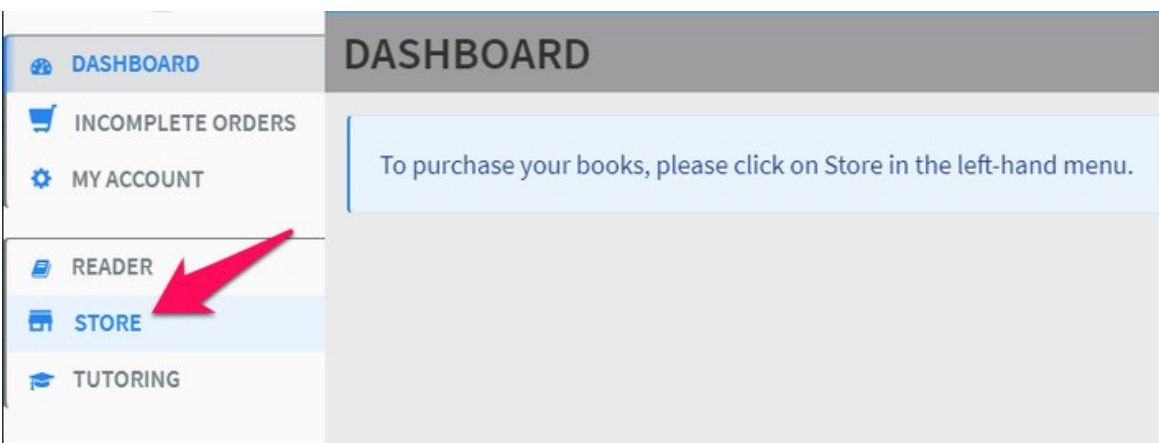 DASHBOARD
INCOMPLETE ORDERS
MY ACCOUNT
READER
STORE
TUTORING
DASHBOARD
To purchase your books, please click on Store in the left-hand menu.